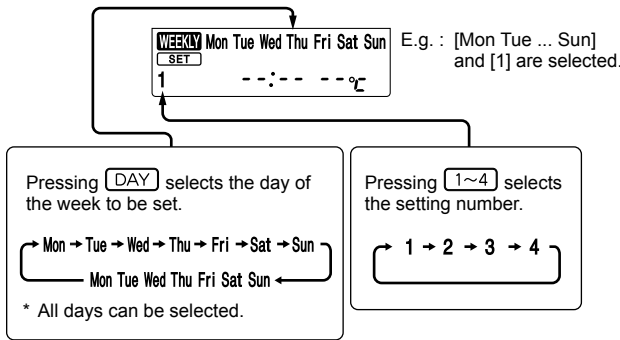 WEEKLY Mon Tue Wed Thu Fri Sat Sun
SET
1 --:-- --°C
E.g. : [Mon Tue ... Sun]
and [1] are selected.
Pressing DAY selects the day of
the week to be set.
Mon → Tue → Wed → Thu → Fri → Sat → Sun
Mon Tue Wed Thu Fri Sat Sun
* All days can be selected.
Pressing 1~4 selects
the setting number.
1 → 2 → 3 → 4